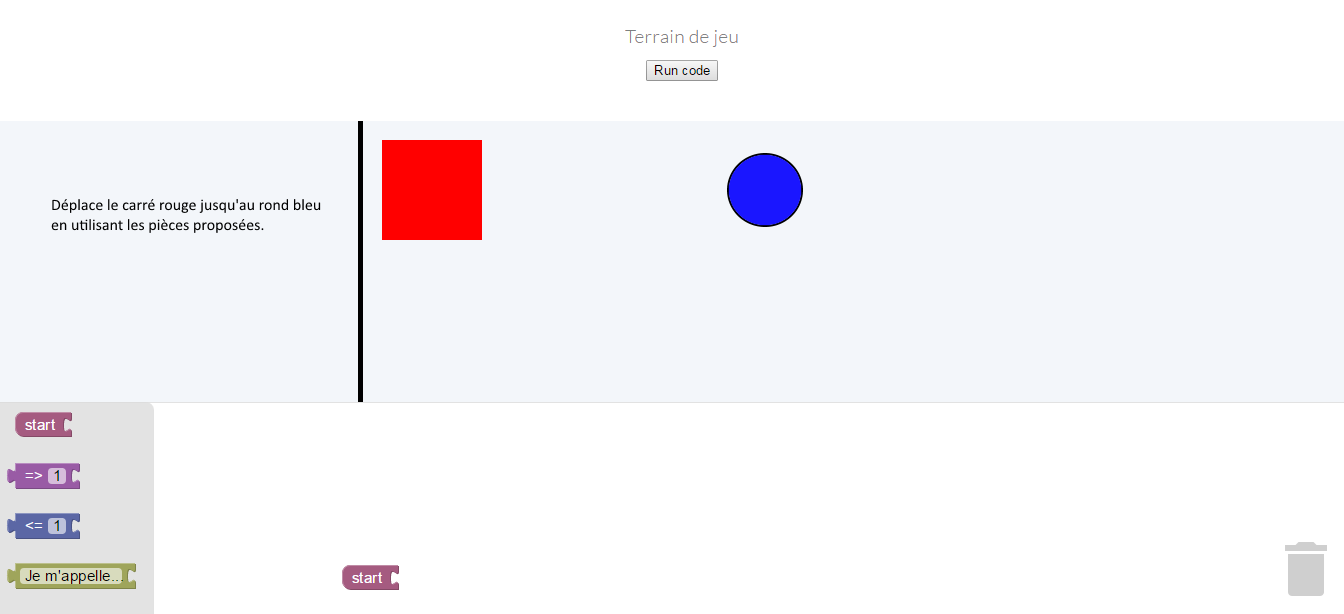 Terrain de jeu
Run code
Déplace le carré rouge jusqu'au rond bleu
en utilisant les pièces proposées.
start
=> 1
<= 1
Je m'appelle...
start